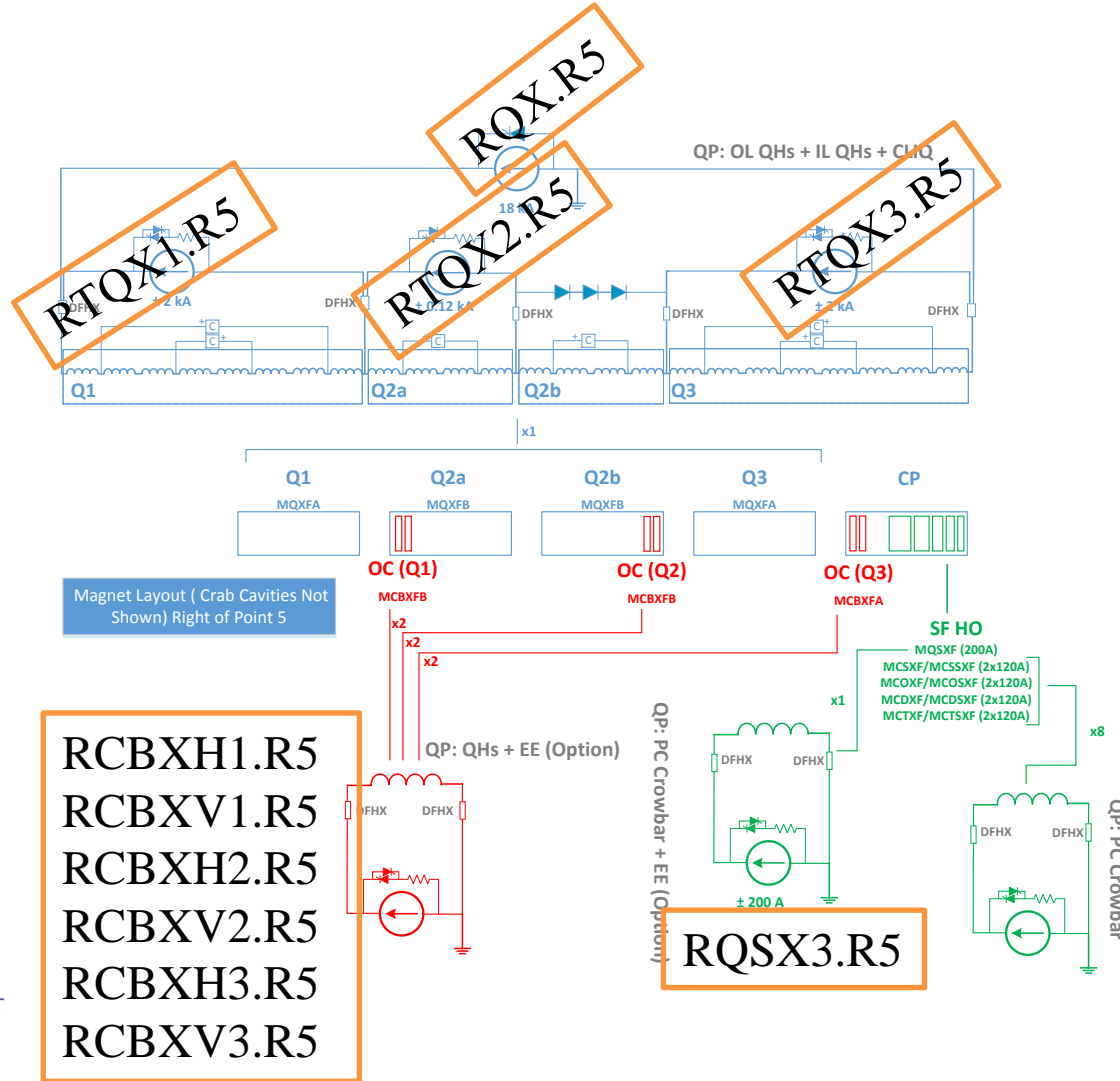 RQX.R5
QP: OL QHs + IL QHs + CLIQ
18 kA
RTQX1.R5
RTQX2.R5
RTQX3.R5
± 2 kA
± 0.12 kA
± 2 kA
DFHX
DFHX
DFHX
DFHX
DFHX
+ C
C +
+ C
+ C
+ C
C +
Q1
Q2a
Q2b
Q3
x1
Q1
Q2a
Q2b
Q3
CP
MQXFA
MQXFB
MQXFB
MQXFA
OC (Q1)
OC (Q2)
OC (Q3)
MCBXFB
MCBXFB
MCBXFA
Magnet Layout ( Crab Cavities Not
Shown) Right of Point 5
x2
x2
x2
SF HO
MQSXF (200A)
MCSXF/MCSSXF (2x120A)
MCOXF/MCOSXF (2x120A)
MCDXF/MCDSXF (2x120A)
MCTXF/MCTSXF (2x120A)
x1
x8
RCBXH1.R5
RCBXV1.R5
RCBXH2.R5
RCBXV2.R5
RCBXH3.R5
RCBXV3.R5
QP: QHs + EE (Option)
DFHX
DFHX
QP: PC Crowbar + EE (Option)
DFHX
DFHX
± 200 A
RQSX3.R5
DFHX
DFHX
QP: PC Crowbar